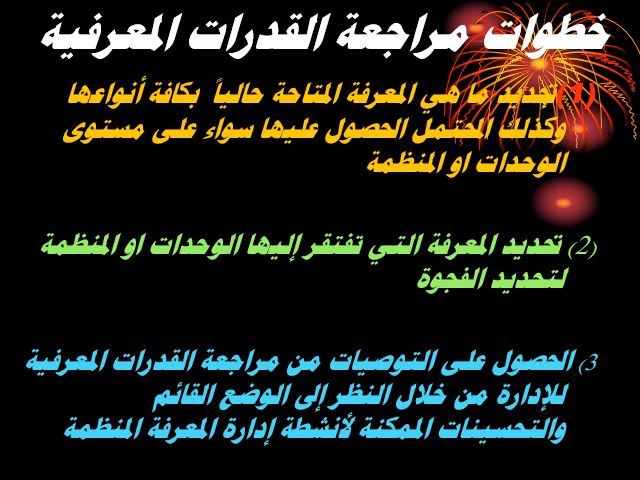 خطوات مراجعة القدرات المعرفية
(1) تحديد ما هي المعرفة المتاحة حالياً بكافة أنواعها
وكذلك المحتمل الحصول عليها سواء على مستوى
الوحدات او المنظمة
(2) تحديد المعرفة التي تفتقر إليها الوحدات او المنظمة
لتحديد الفجوة
3) الحصول على التوصيات من مراجعة القدرات المعرفية
للإدارة من خلال النظر إلى الوضع القائم
والتحسينات الممكنة لأنشطة إدارة المعرفة المنظمة